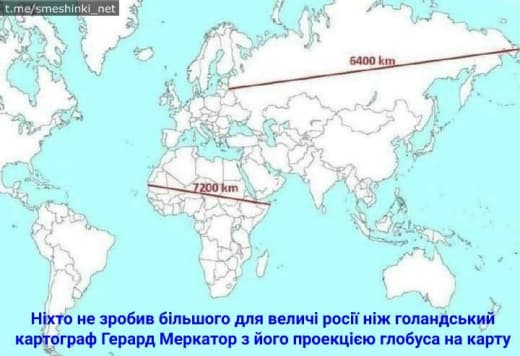 t.me/smeshinki_net
6400 km
7200 km
Ніхто не зробив більшого для величі росії ніж голандський
картограф Герард Меркатор з його проекцією глобуса на карту